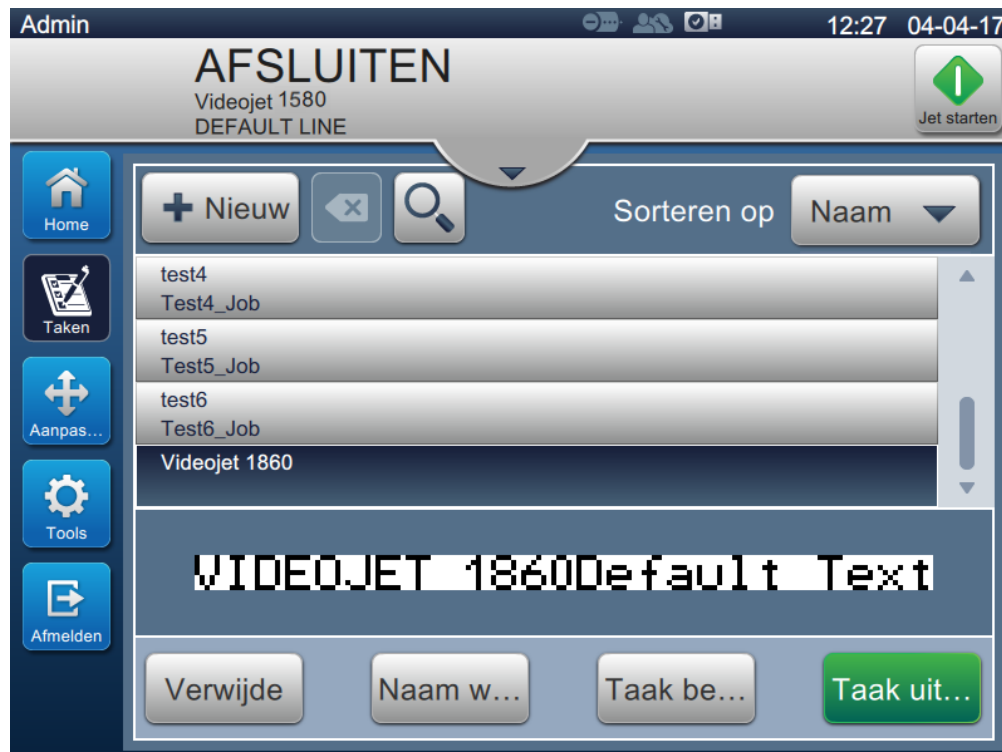 Admin
12:27 04-04-17
AFSLUITEN
Videojet 1580
DEFAULT LINE
Jet starten
Home
Taken
Aanpas...
Tools
Afmelden
Nieuw
Sorteren op
Naam
test4
Test4_Job
test5
Test5_Job
test6
Test6_Job
Videojet 1860
VIDEOJET 1860Default Text
Verwijde
Naam w...
Taak be...
Taak uit...